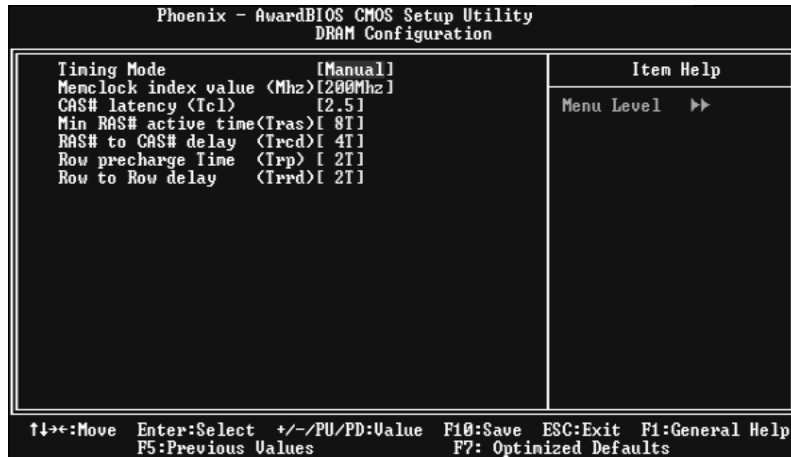 Phoenix - AwardBIOS CMOS Setup Utility
DRAM Configuration
Timing Mode [Manual]
Memclock index value (Mhz)[200Mhz]
CAS# latency (Tcl) [2.5]
Min RAS# active time(Tras)[ 8T]
RAS# to CAS# delay (Trcd)[ 4T]
Row precharge Time (Trp) [ 2T]
Row to Row delay (Trrd)[ 2T]
Item Help
Menu Level ▸▸
↑↓→←:Move Enter:Select +/-/PU/PD:Value F10:Save ESC:Exit F1:General Help
F5:Previous Values F7: Optimized Defaults